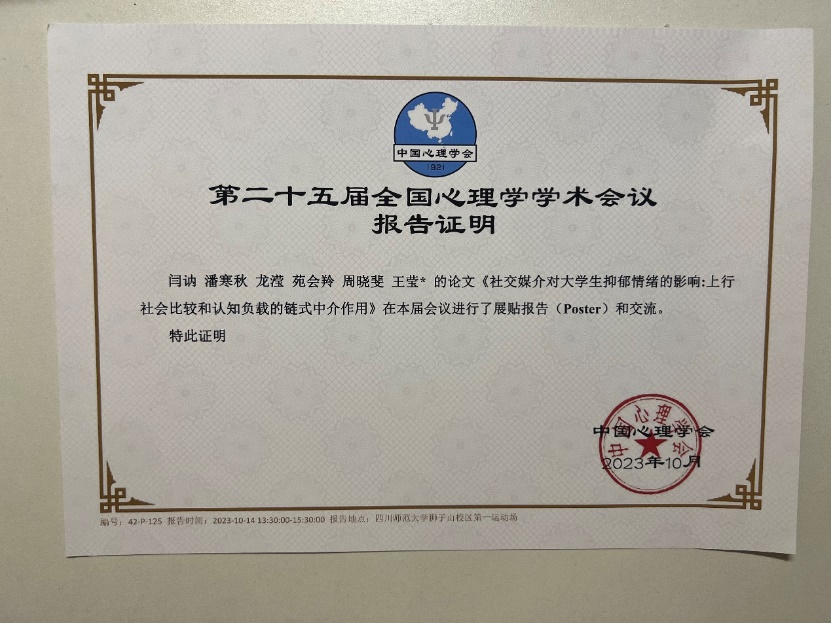 中国心理学会
1921
第二十五届全国心理学学术会议
报告证明
闫讷 潘寒秋 龙滢 苑会羚 周晓斐 王莹* 的论文《社交媒介对大学生抑郁情绪的影响:上行
社会比较和认知负载的链式中介作用》在本届会议进行了展贴报告（Poster）和交流。
特此证明
中国心理学会
中国心理学会
2023年10月
编号：42-P-125 报告时间：2023-10-14 13:30:00-15:30:00 报告地点：四川师范大学狮子山校区第一运动场